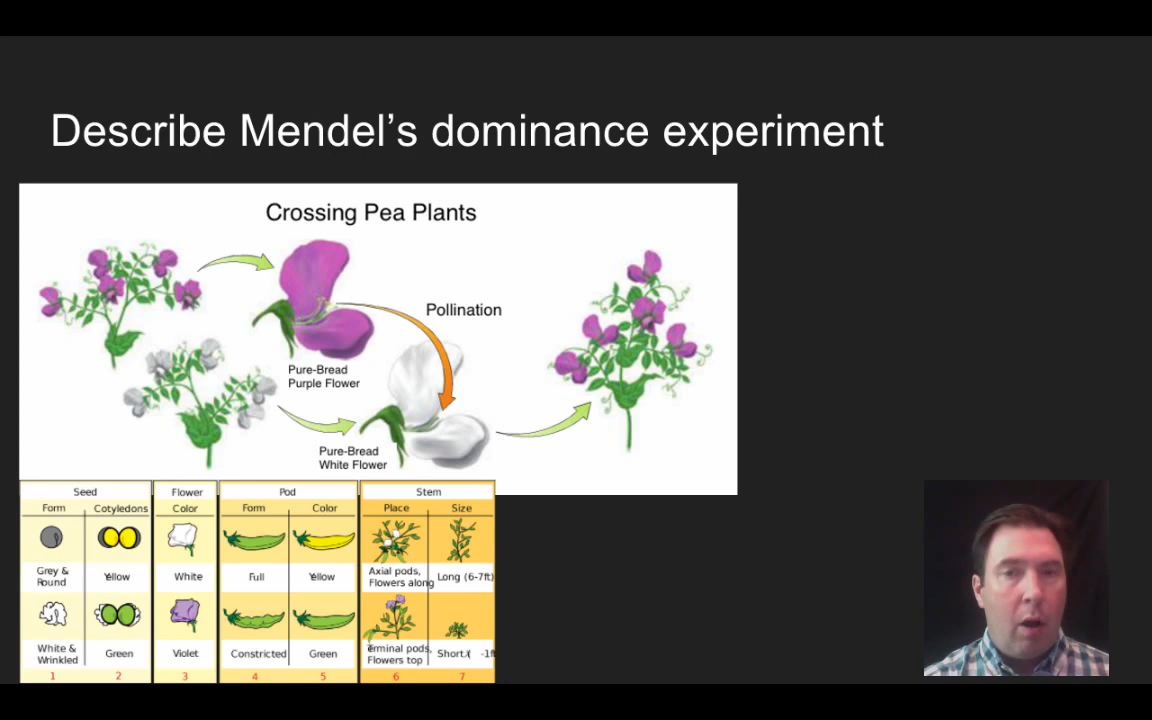 Describe Mendel’s dominance experiment
Crossing Pea Plants
Pollination
Pure-Bread
Purple Flower
Pure-Bread
White Flower
Seed Flower Pod Stem
Form Cotyledons Color Form Color Place Size
Grey & Round Yellow White Full Yellow Axial pods, Flowers along Long (6-7ft)
White & Wrinkled Green Violet Constricted Green pods, Flowers top Short
1 2 3 4 5 6 7